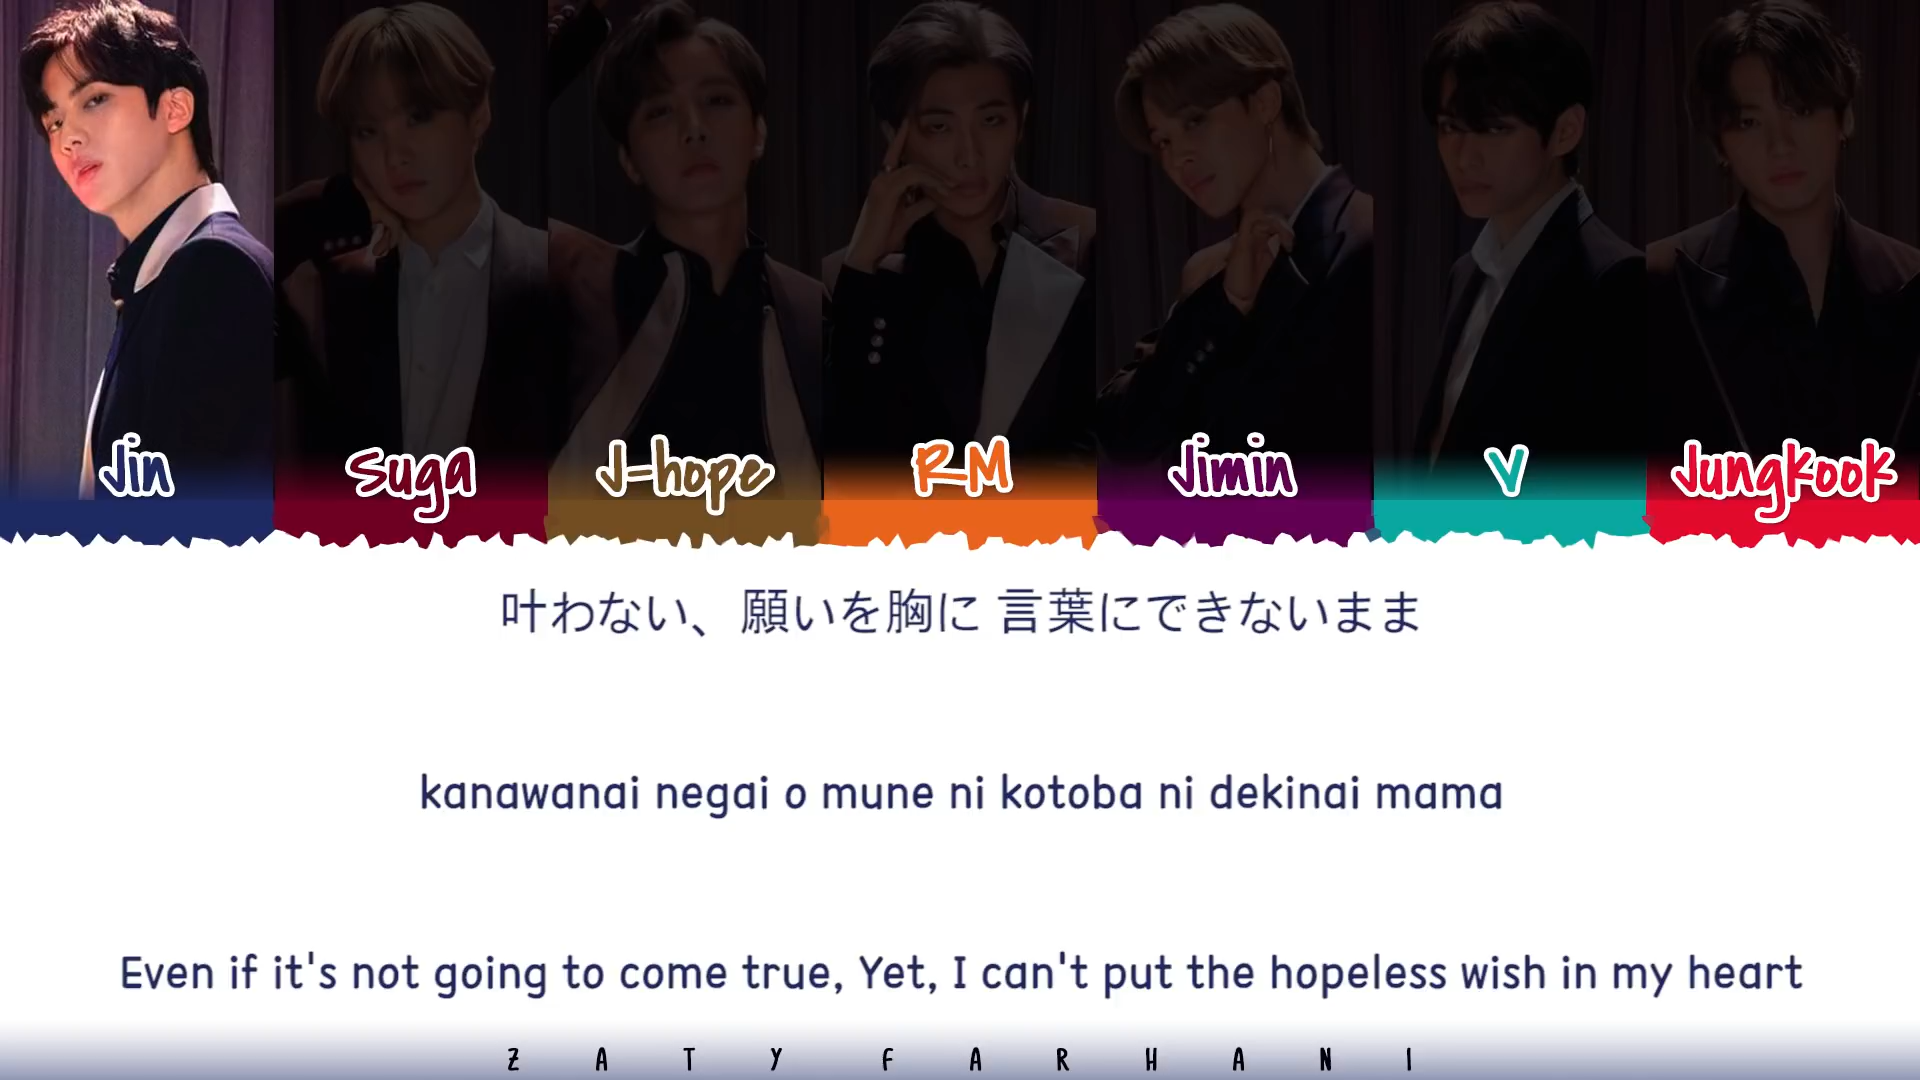 Jin Suga J-hope RM Jimin V Jungkook
叶わない、願いを胸に 言葉にできないまま
kanawanai negai o mune ni kotoba ni dekinai mama
Even if it's not going to come true, Yet, I can't put the hopeless wish in my heart
ZATY FARHANI